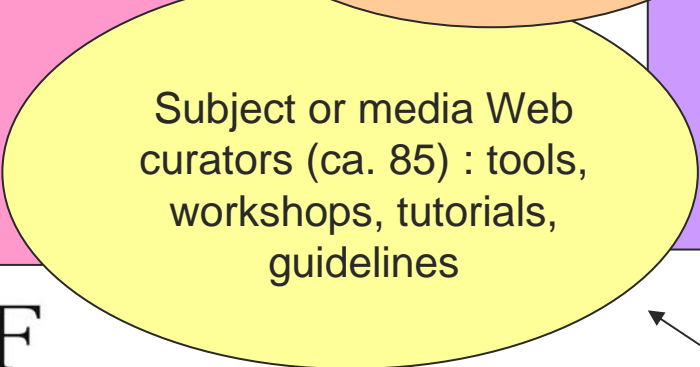 Subject or media Web
curators (ca. 85) : tools,
workshops, tutorials,
guidelines
F